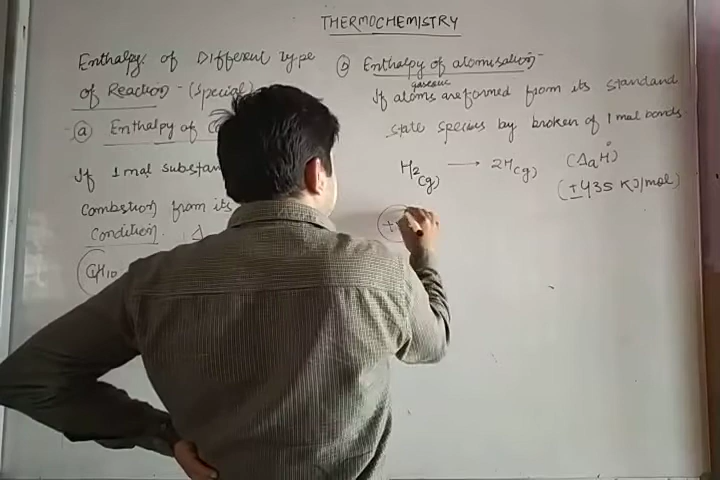 THERMOCHEMISTRY
Enthalpy of Different type
of Reaction - (Special)
(a) Enthalpy of
If 1 mol substan
Combstion from its
Condition. Δ
C4H10
(b) Enthalpy of atomisation -
gaseous
If atoms are formed from its standard
state species by broken of 1 mol bonds.
H2(g) → 2H(g) (ΔaH°)
(±435 KJ/mol)